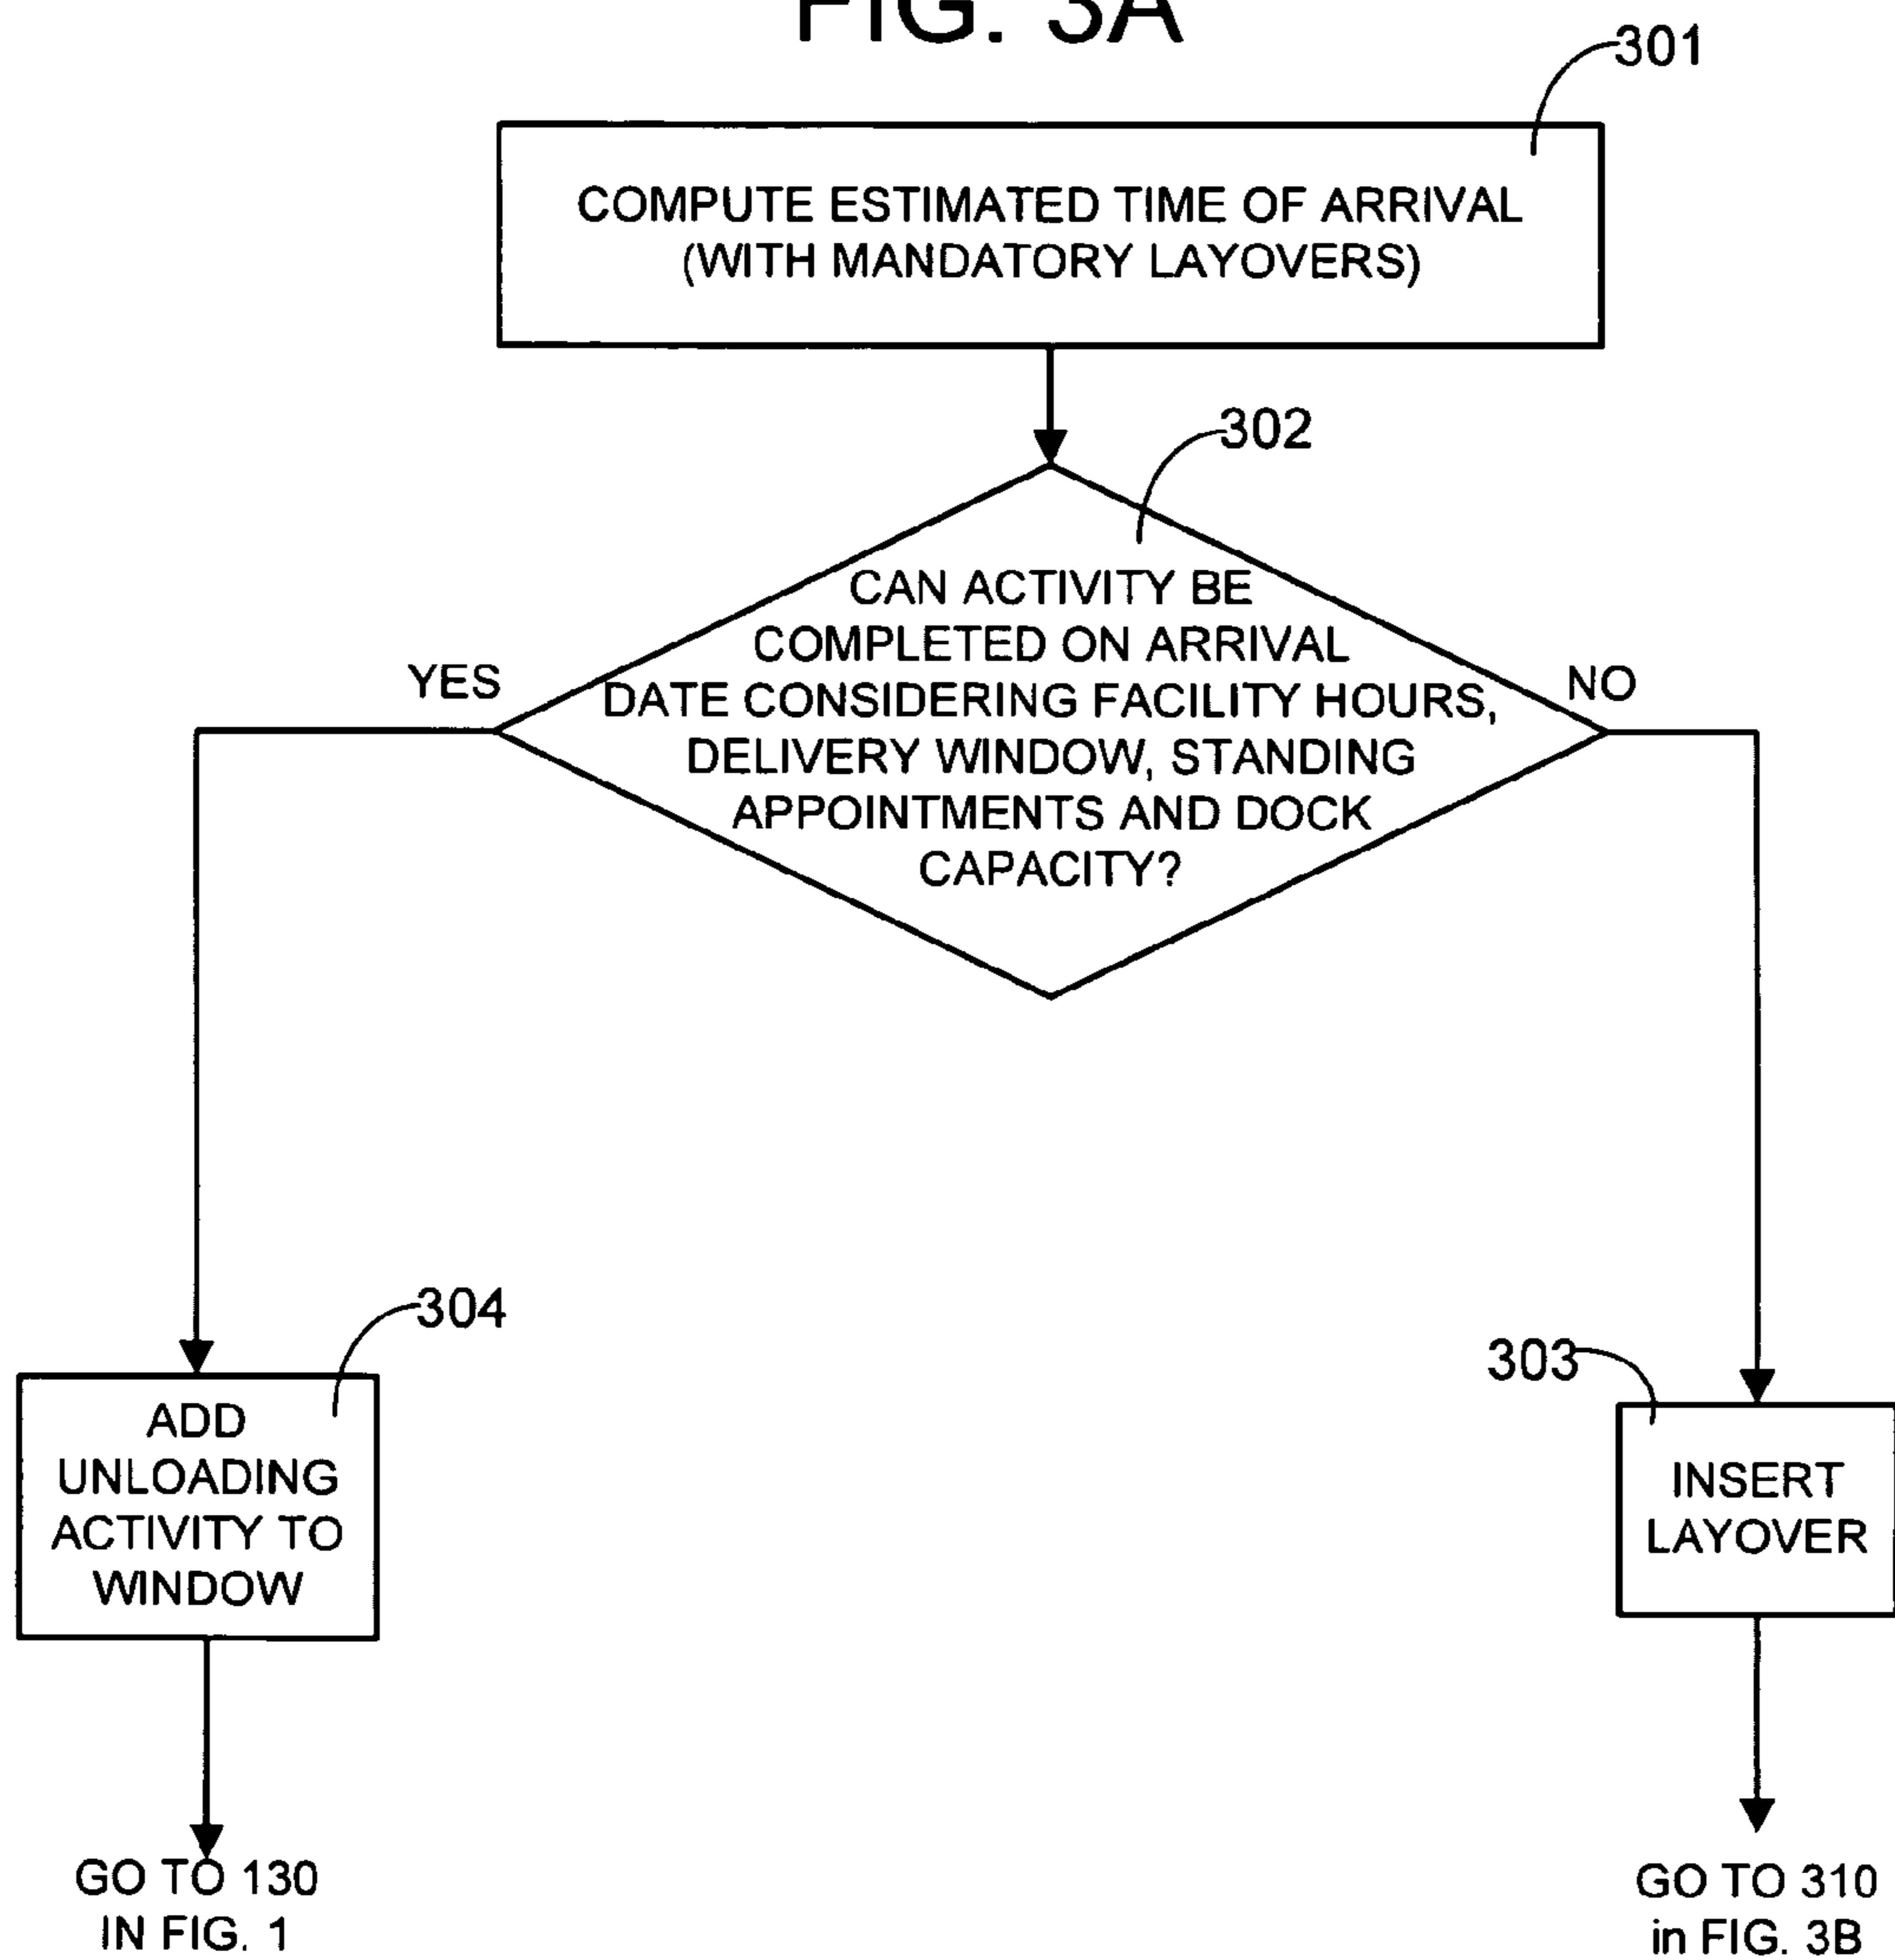 FIG. 3A
301
COMPUTE ESTIMATED TIME OF ARRIVAL
(WITH MANDATORY LAYOVERS)
302
CAN ACTIVITY BE
COMPLETED ON ARRIVAL
DATE CONSIDERING FACILITY HOURS,
DELIVERY WINDOW, STANDING
APPOINTMENTS AND DOCK
CAPACITY?
YES
NO
304
ADD
UNLOADING
ACTIVITY TO
WINDOW
303
INSERT
LAYOVER
GO TO 130
IN FIG. 1
GO TO 310
in FIG. 3B